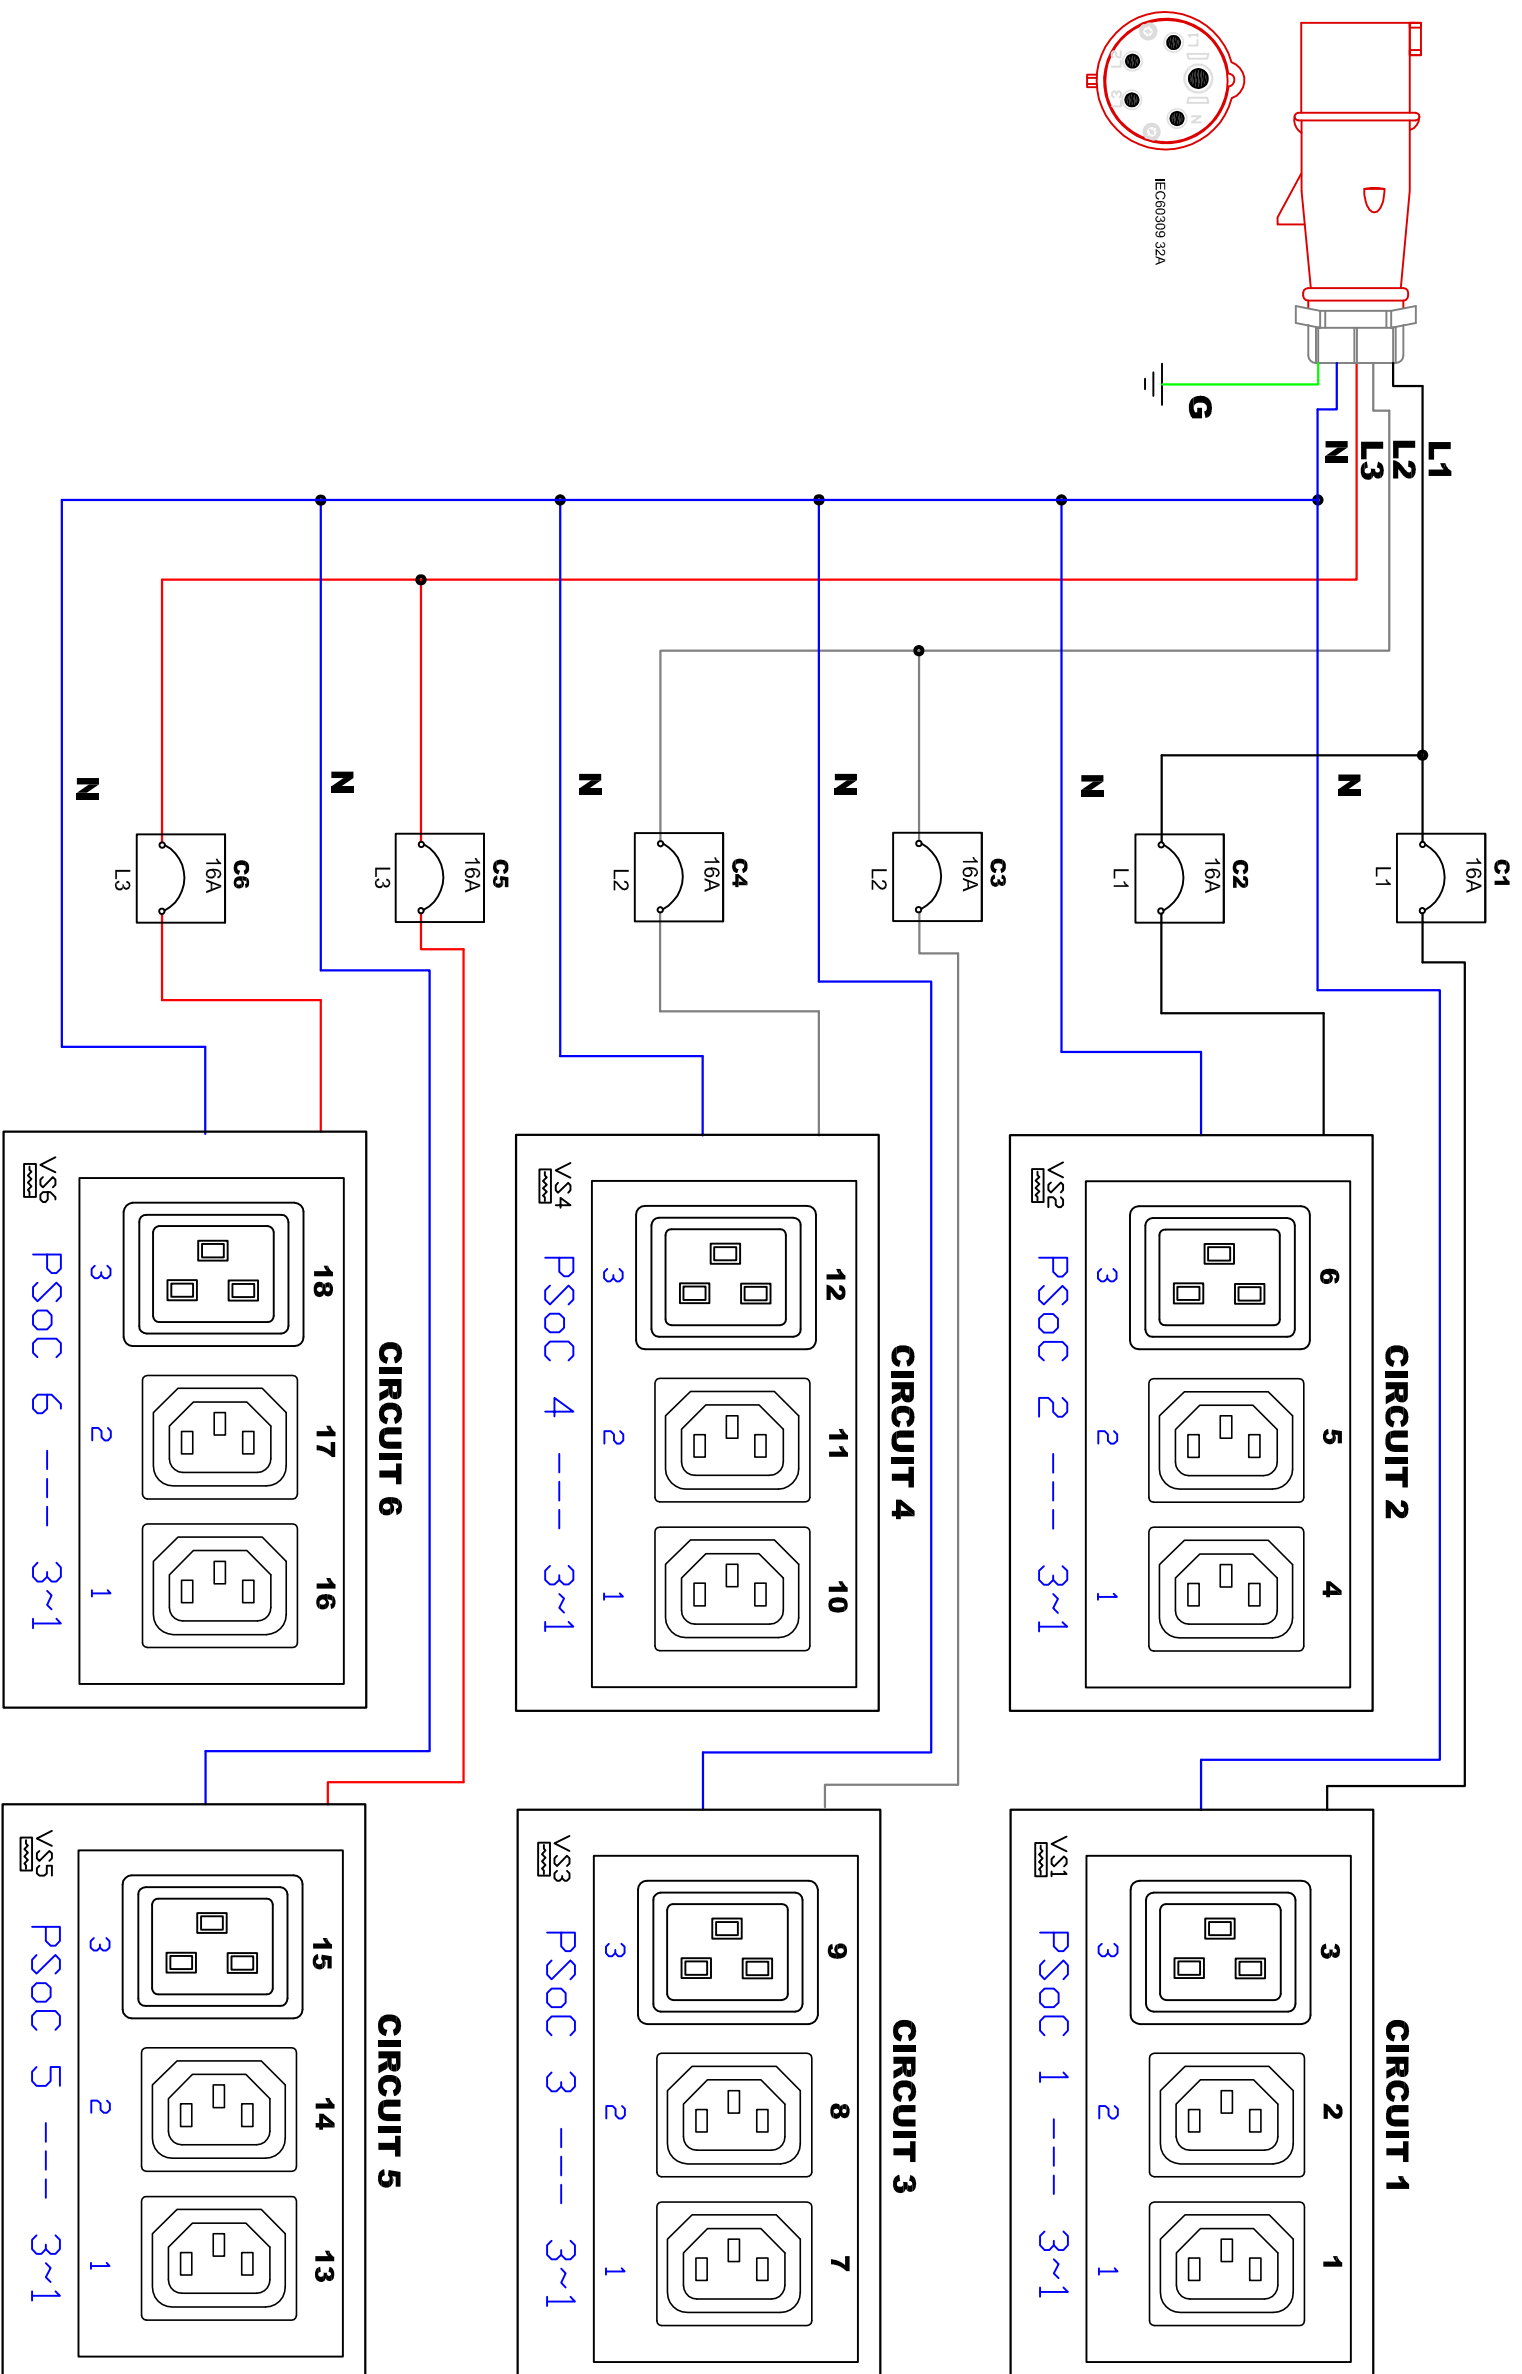 L1
L2
L3
N
IEC60309 32A
G
L1
L2
L3
N
N
N
N
N
N
N
C1
16A
L1
C2
16A
L1
C3
16A
L2
C4
16A
L2
C5
16A
L3
C6
16A
L3
CIRCUIT 2
6
5
4
3
2
1
VS2
PSoC 2 --- 3~1
CIRCUIT 4
12
11
10
3
2
1
VS4
PSoC 4 --- 3~1
CIRCUIT 6
18
17
16
3
2
1
VS6
PSoC 6 --- 3~1
CIRCUIT 1
3
2
1
3
2
1
VS1
PSoC 1 --- 3~1
CIRCUIT 3
9
8
7
3
2
1
VS3
PSoC 3 --- 3~1
CIRCUIT 5
15
14
13
3
2
1
VS5
PSoC 5 --- 3~1